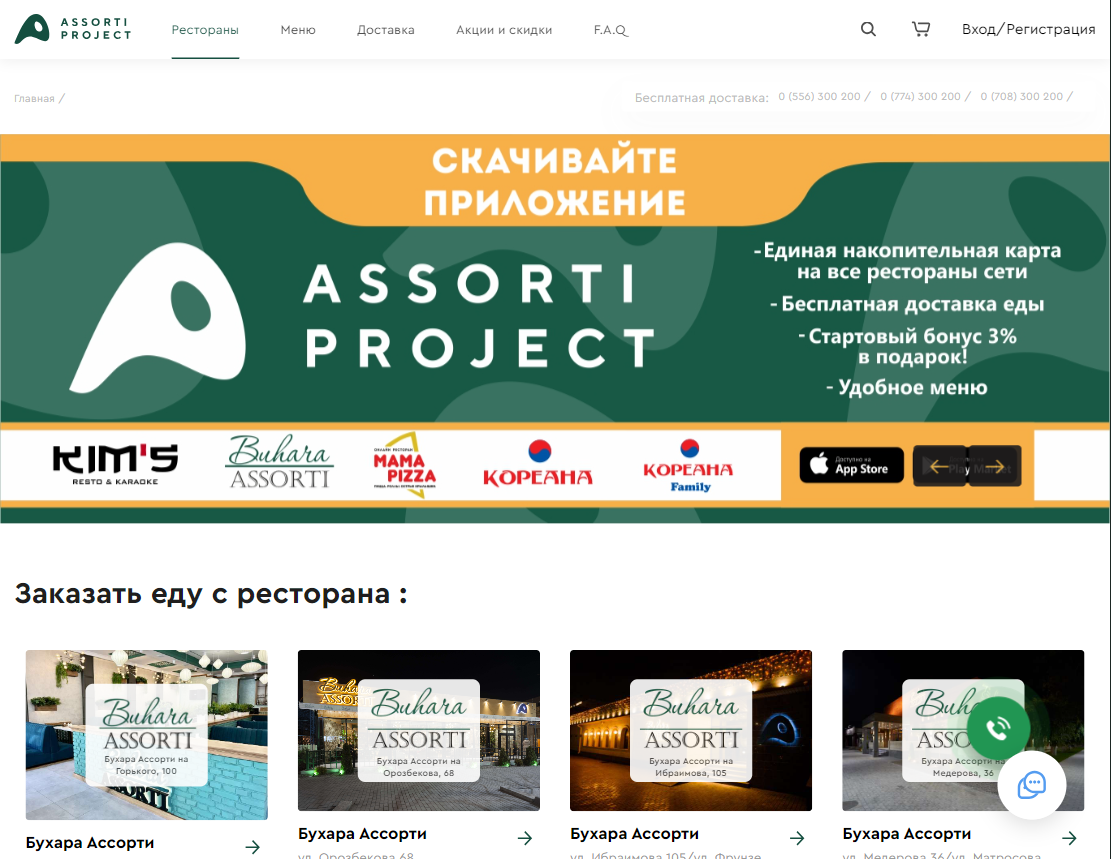 ASSORTI
PROJECT
Рестораны
Меню
Доставка
Акции и скидки
F.A.Q
Вход/Регистрация
Главная /
Бесплатная доставка: 0 (556) 300 200 / 0 (774) 300 200 / 0 (708) 300 200 /
СКАЧИВАЙТЕ
ПРИЛОЖЕНИЕ
ASSORTI
PROJECT
-Единая накопительная карта
на все рестораны сети
-Бесплатная доставка еды
-Стартовый бонус 3%
в подарок!
- Удобное меню
KIM'S
RESTO & KARAOKE
Buhara
ASSORTI
ОНЛАЙН РЕСТОРАН
MAMA
PIZZA
КОРЕАНА
КОРЕАНА
Family
Доступно на
App Store
Play Market
Заказать еду с ресторана :
Buhara
ASSORTI
Бухара Ассорти на
Горького, 100
Бухара Ассорти
Buhara
ASSORTI
Бухара Ассорти на
Орозбекова, 68
Бухара Ассорти
ул. Орозбекова 68
Buhara
ASSORTI
Бухара Ассорти на
Ибраимова, 105
Бухара Ассорти
ул. Ибраимова 105/ул. Фрунзе
Buhara
ASSO
Бухара Ассорти на
Медерова, 36
Бухара Ассорти
ул. Медерова 36/ул. Матросова